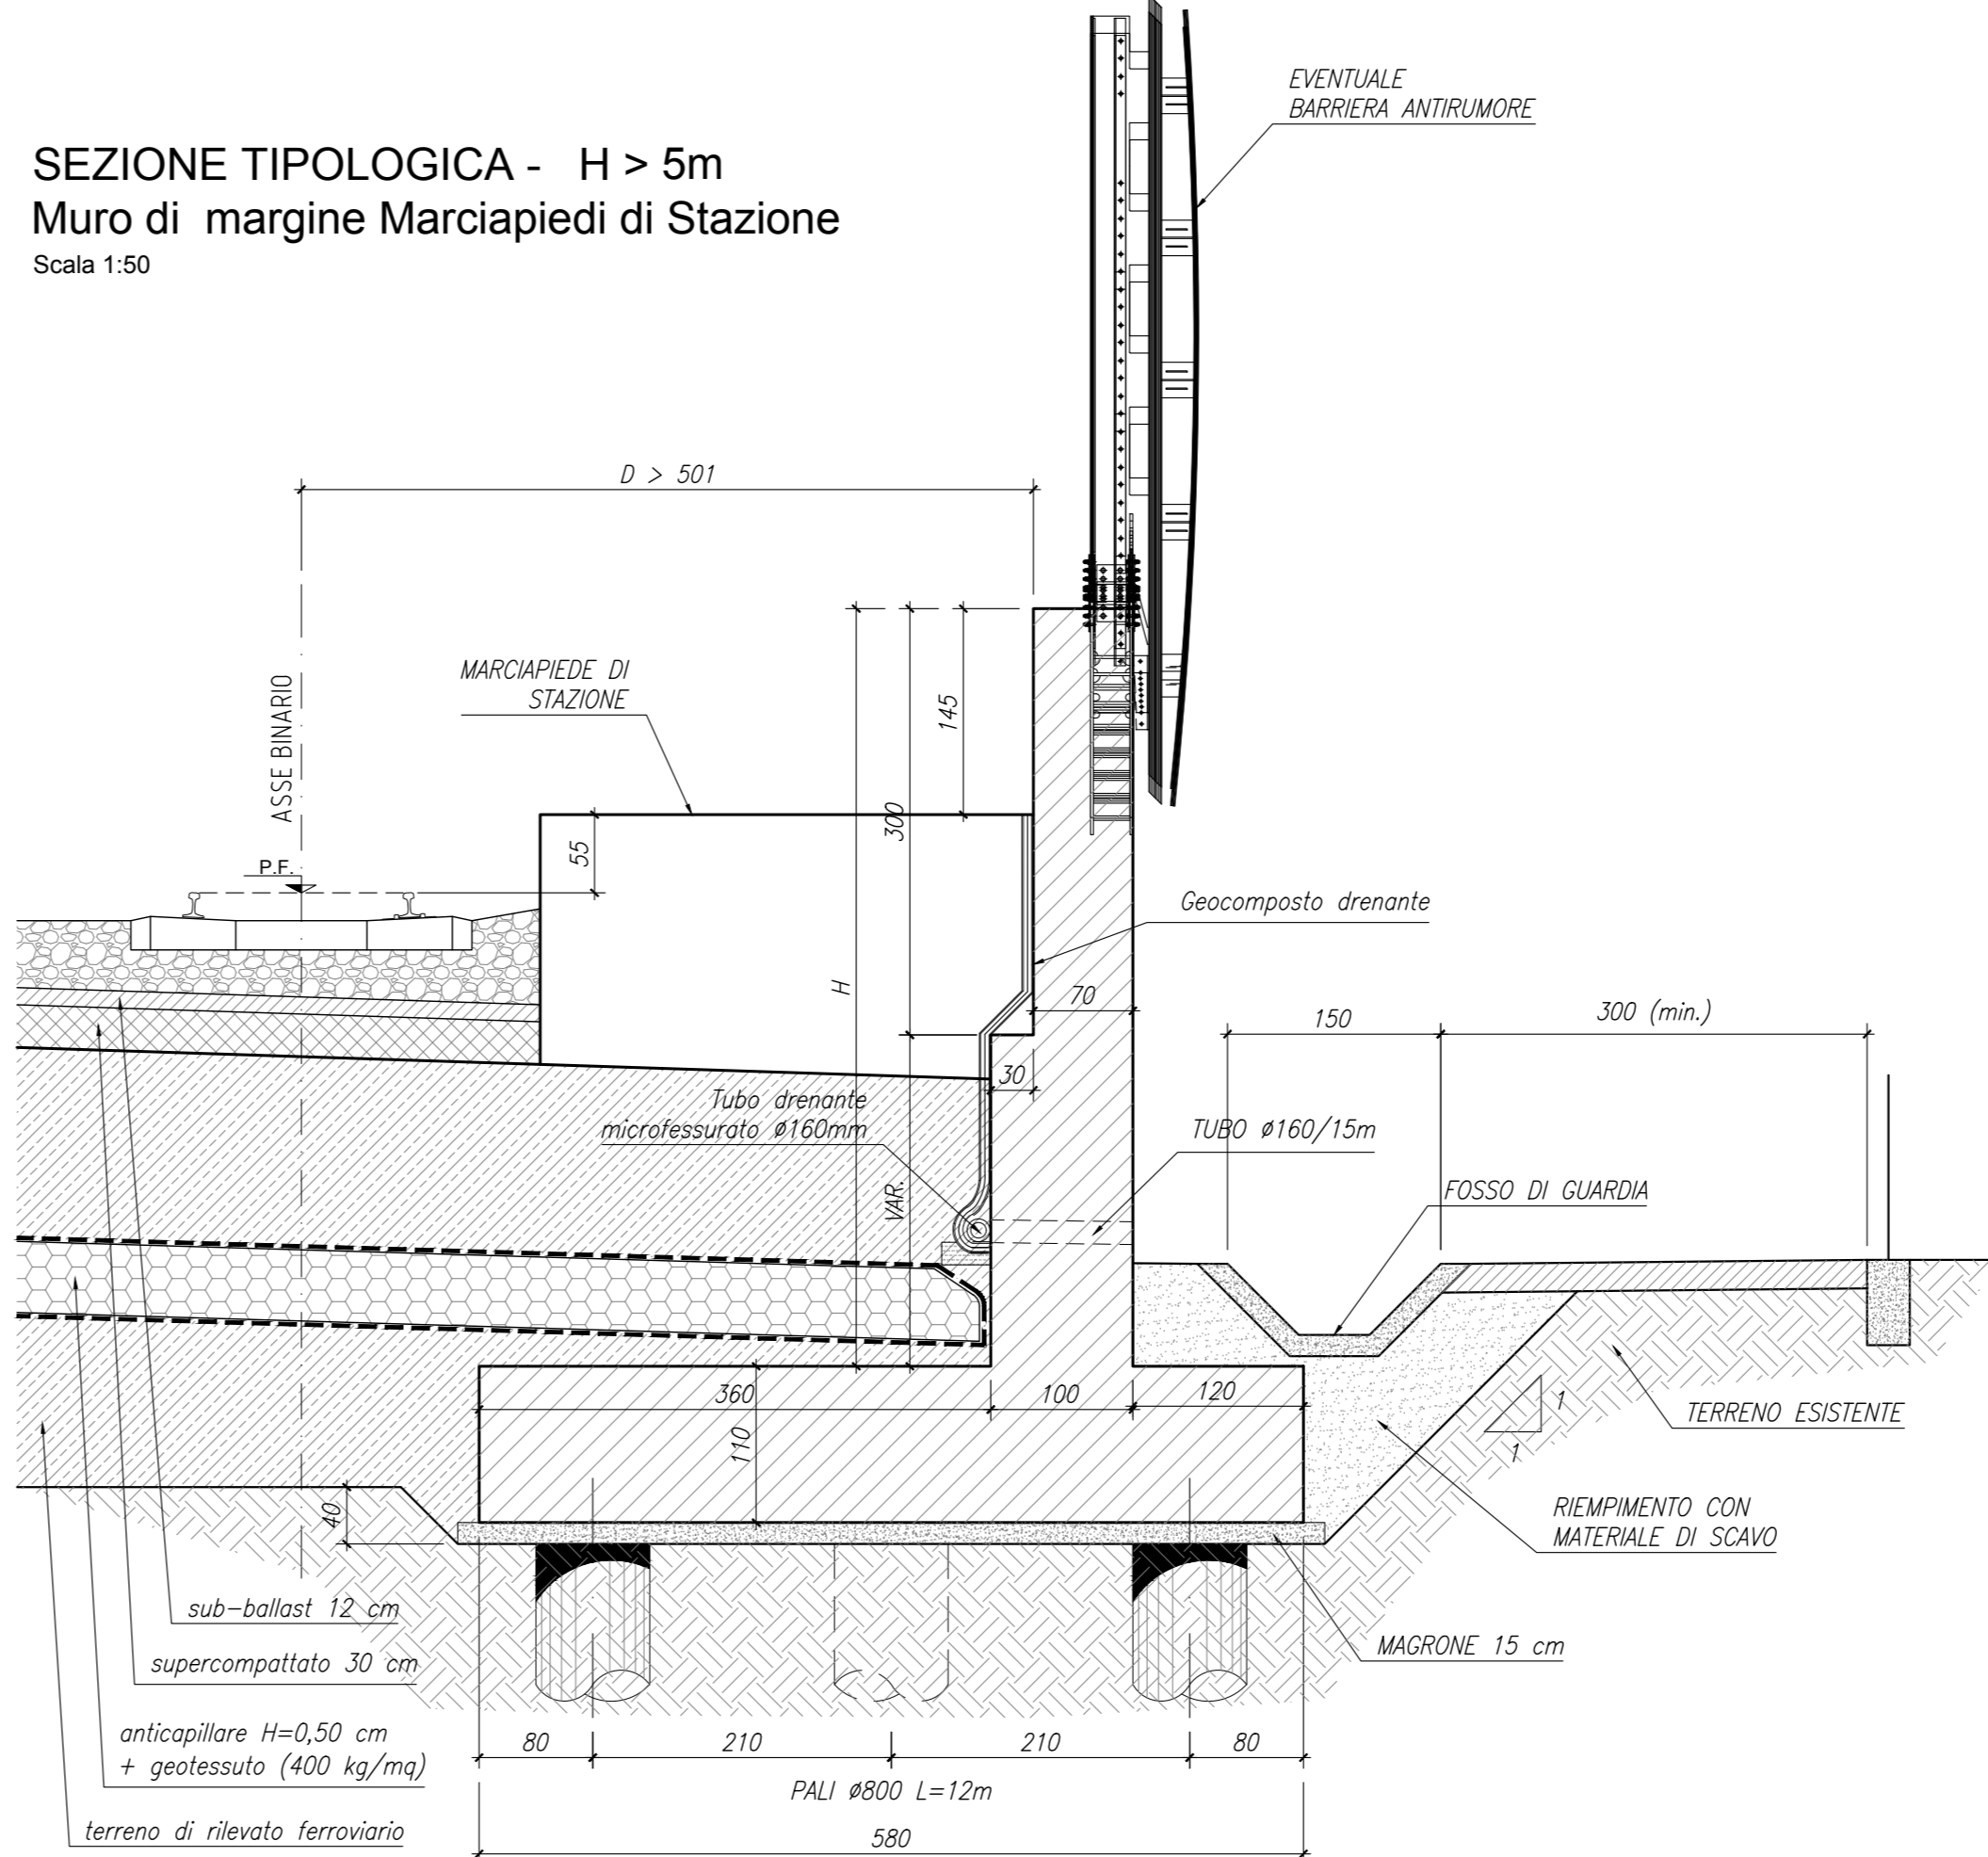 SEZIONE TIPOLOGICA - H > 5m
Muro di margine Marciapiedi di Stazione
Scala 1:50
EVENTUALE
BARRIERA ANTIRUMORE
D > 501
ASSE BINARIO
MARCIAPIEDE DI
STAZIONE
145
300
55
P.F.
H
Geocomposto drenante
70
150
300 (min.)
30
Tubo drenante
microfessurato ø160mm
TUBO ø160/15m
VAR.
FOSSO DI GUARDIA
360
100
120
110
1
1
TERRENO ESISTENTE
40
RIEMPIMENTO CON
MATERIALE DI SCAVO
sub-ballast 12 cm
supercompattato 30 cm
MAGRONE 15 cm
anticapillare H=0,50 cm
+ geotessuto (400 kg/mq)
80
210
210
80
PALI ø800 L=12m
terreno di rilevato ferroviario
580